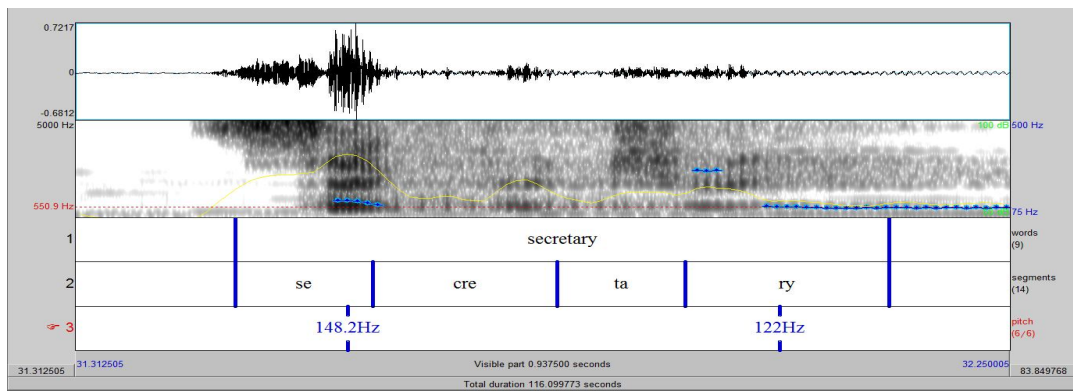 0.7217
0
-0.6812
5000 Hz 100 dB 500 Hz
550.9 Hz 75 Hz
1 secretary words (9)
2 se cre ta ry segments (14)
☞ 3 148.2Hz 122Hz pitch (6/6)
31.312505 31.312505 Visible part 0.937500 seconds 32.250005 83.849768
Total duration 116.099773 seconds